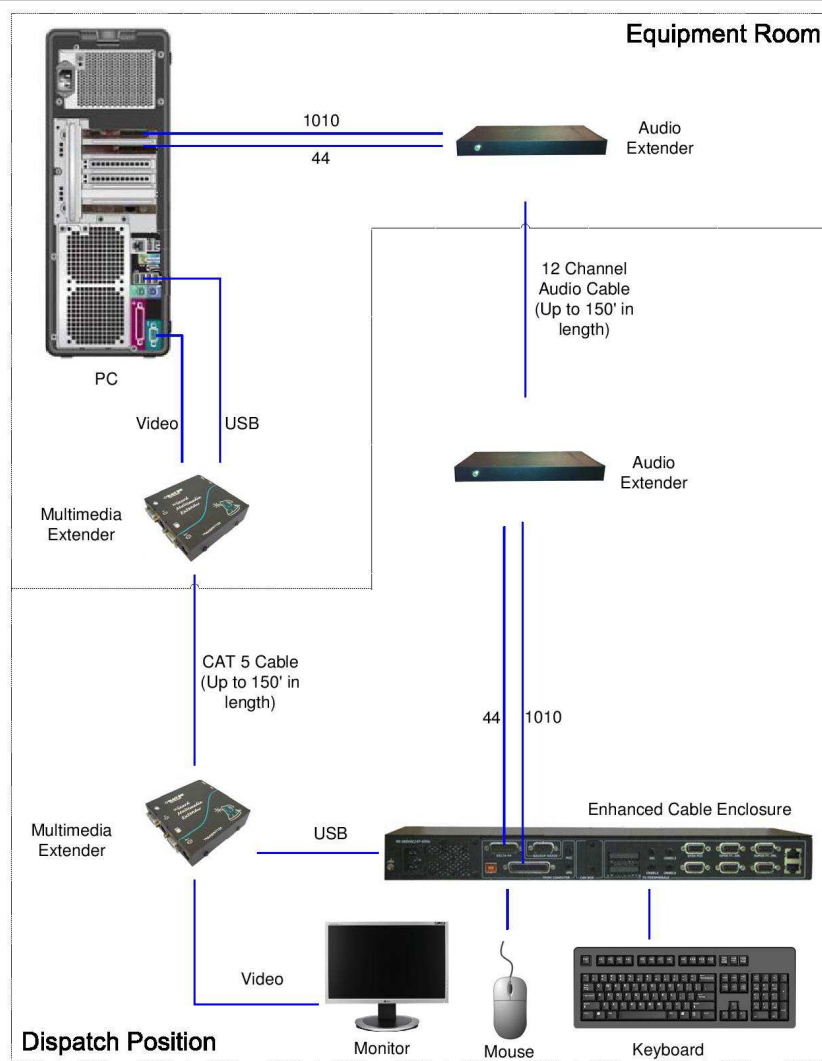 Equipment Room
1010
44
Audio
Extender
12 Channel
Audio Cable
(Up to 150' in
length)
PC
Video
USB
Audio
Extender
Multimedia
Extender
CAT 5 Cable
(Up to 150' in
length)
44
1010
Enhanced Cable Enclosure
Multimedia
Extender
USB
Video
Dispatch Position
Monitor
Mouse
Keyboard